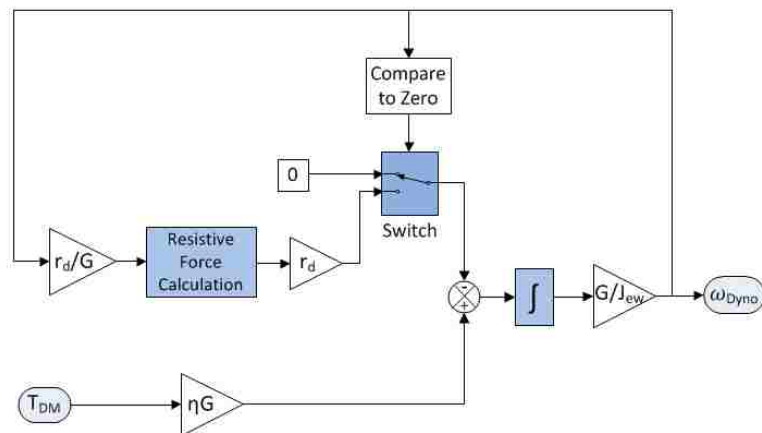 Compare
to Zero
0
Switch
r_d/G
Resistive
Force
Calculation
r_d
-
+
∫
G/J_ew
ω_Dyno
T_DM
ηG